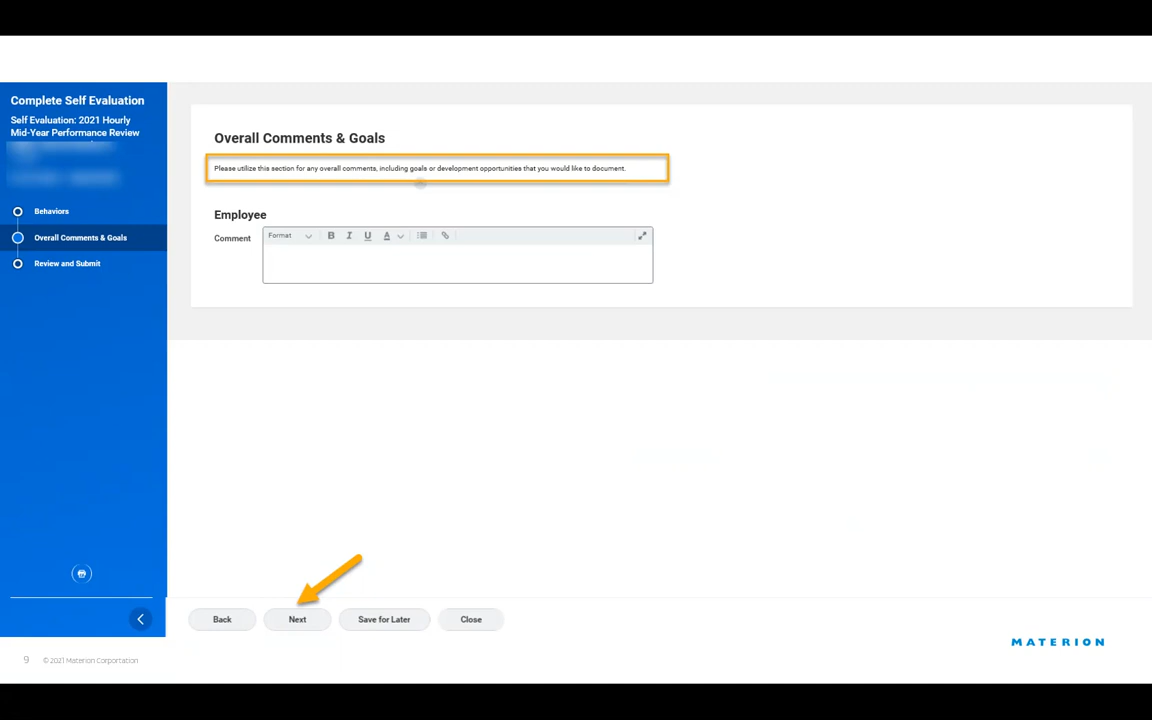 Complete Self Evaluation
Self Evaluation: 2021 Hourly
Mid-Year Performance Review
Behaviors
Overall Comments & Goals
Review and Submit
Overall Comments & Goals
Please utilize this section for any overall comments, including goals or development opportunities that you would like to document.
Employee
Comment
Format B I U A
Back Next Save for Later Close
MATERION
9 © 2021 Materion Corportation